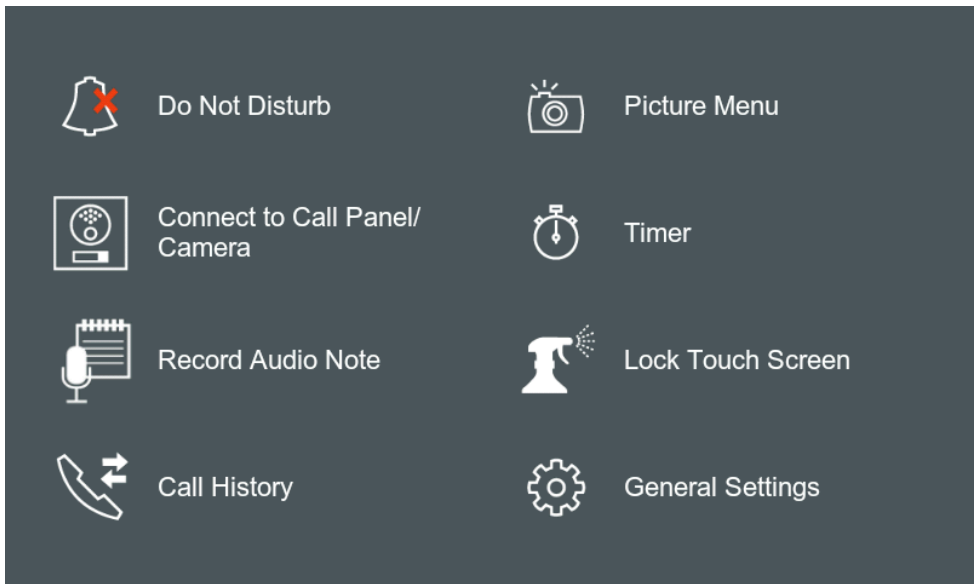 Do Not Disturb
Picture Menu
Connect to Call Panel/
Camera
Timer
Record Audio Note
Lock Touch Screen
Call History
General Settings